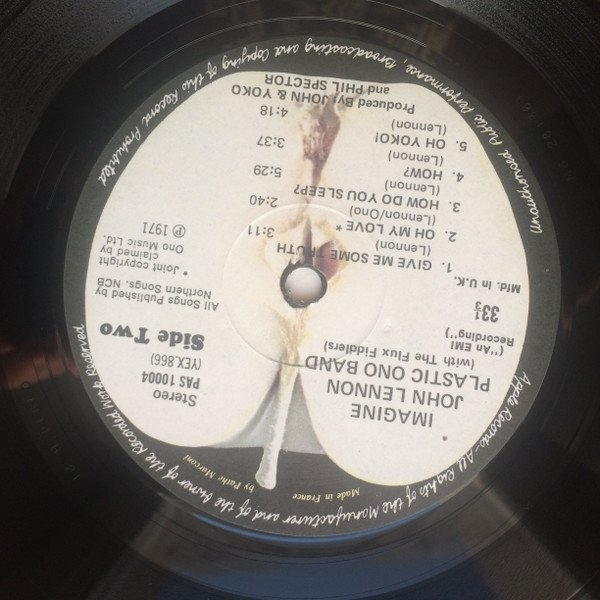 IMAGINE
JOHN LENNON
PLASTIC ONO BAND
(with The Flux Fiddlers)
("An EMI
Recording")
33⅓
Mfd. In U.K.
Stereo
PAS 10004
(YEX.866)
Side Two
All Songs Published by
Northern Songs, NCB
* Joint copyright
claimed by
Ono Music Ltd.
℗ 1971
1. GIVE ME SOME TRUTH 3:11
(Lennon)
2. OH MY LOVE* 2:40
(Lennon/Ono)
3. HOW DO YOU SLEEP? 5:29
(Lennon)
4. HOW? 3:37
(Lennon)
5. OH YOKO! 4:18
(Lennon)
Produced By: JOHN & YOKO
and PHIL SPECTOR
Made in France
by Pathe Marconi
Apple Records-All Rights of the Manufacturer and of the Owner of the Recorded Work Reserved
Unauthorised Public Performance, Broadcasting and Copying of this Record Prohibited